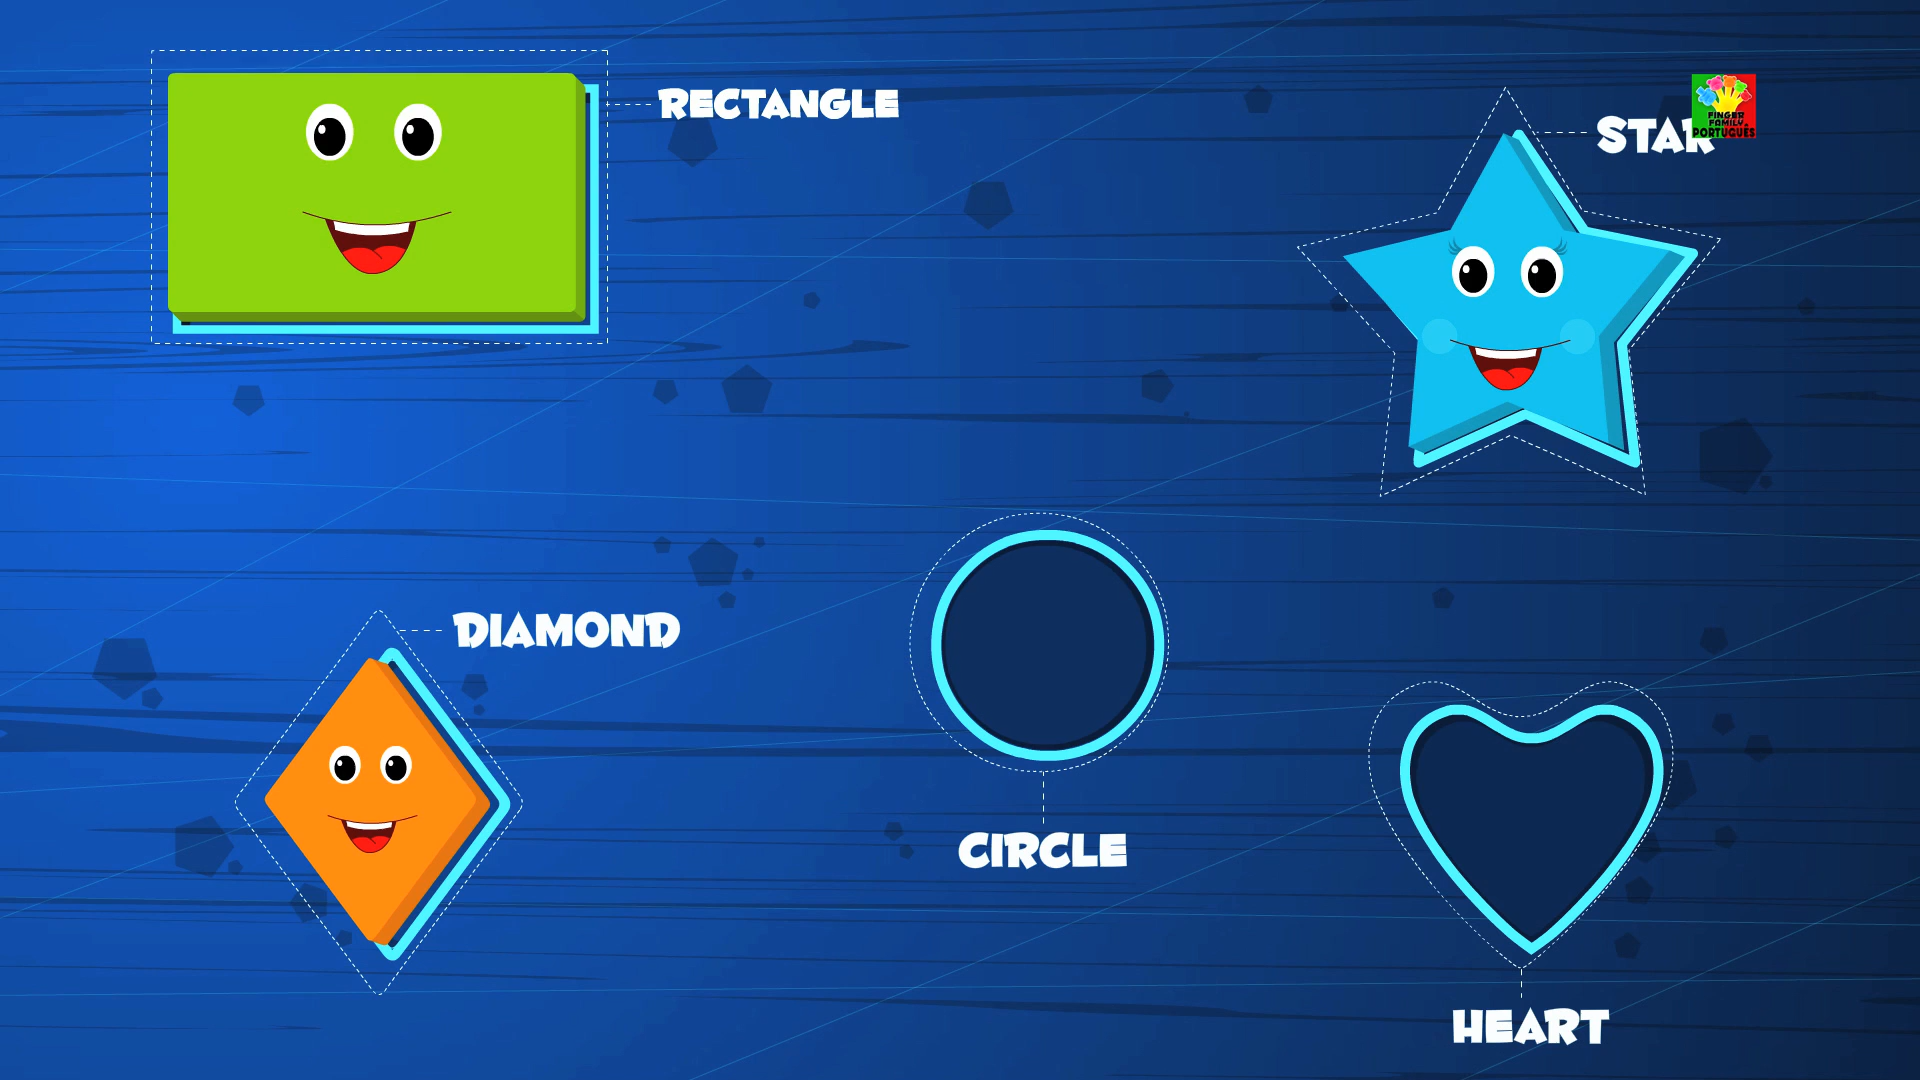 RECTANGLE
STAR
FINGER
FAMILY
PORTUGUÊS
DIAMOND
CIRCLE
HEART